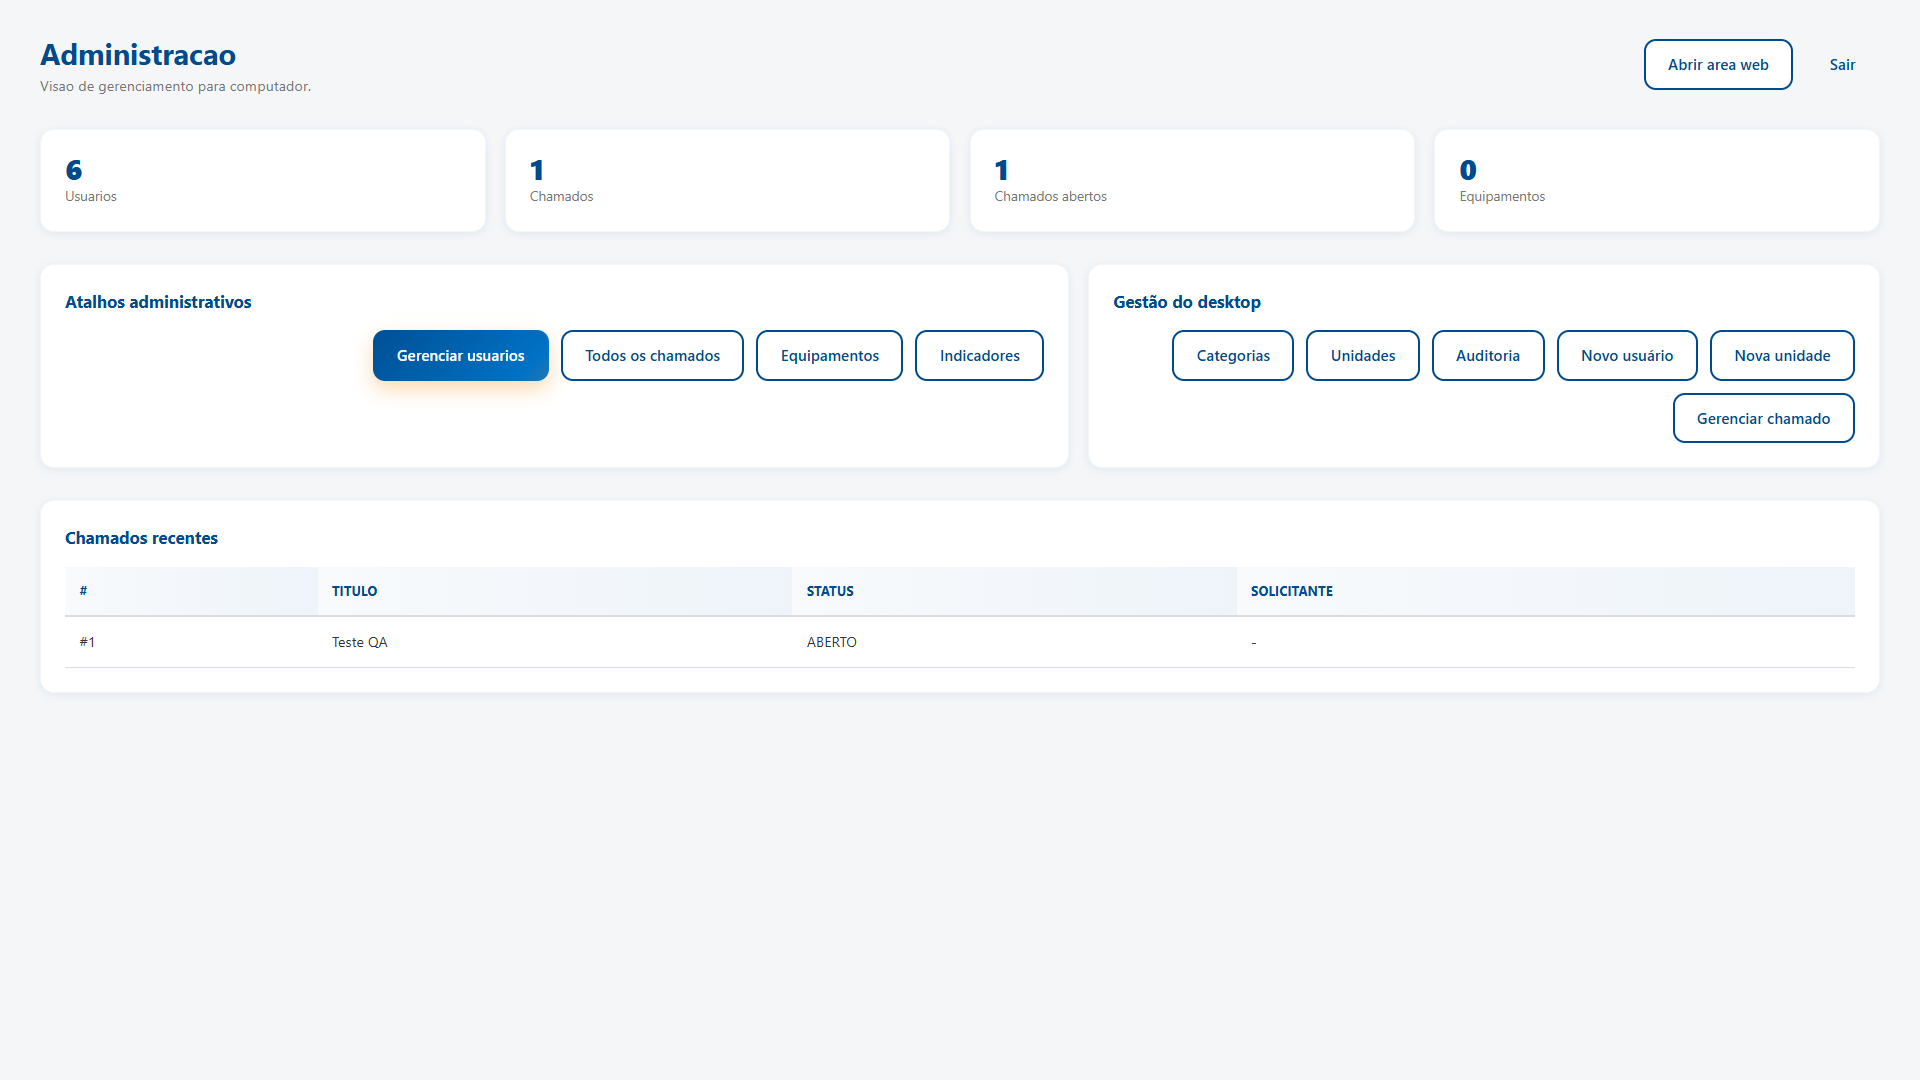 Administracao
Visao de gerenciamento para computador.
Abrir area web
Sair
6
Usuarios
1
Chamados
1
Chamados abertos
0
Equipamentos
Atalhos administrativos
Gerenciar usuarios
Todos os chamados
Equipamentos
Indicadores
Gestão do desktop
Categorias
Unidades
Auditoria
Novo usuário
Nova unidade
Gerenciar chamado
Chamados recentes
# TITULO STATUS SOLICITANTE
#1 Teste QA ABERTO -